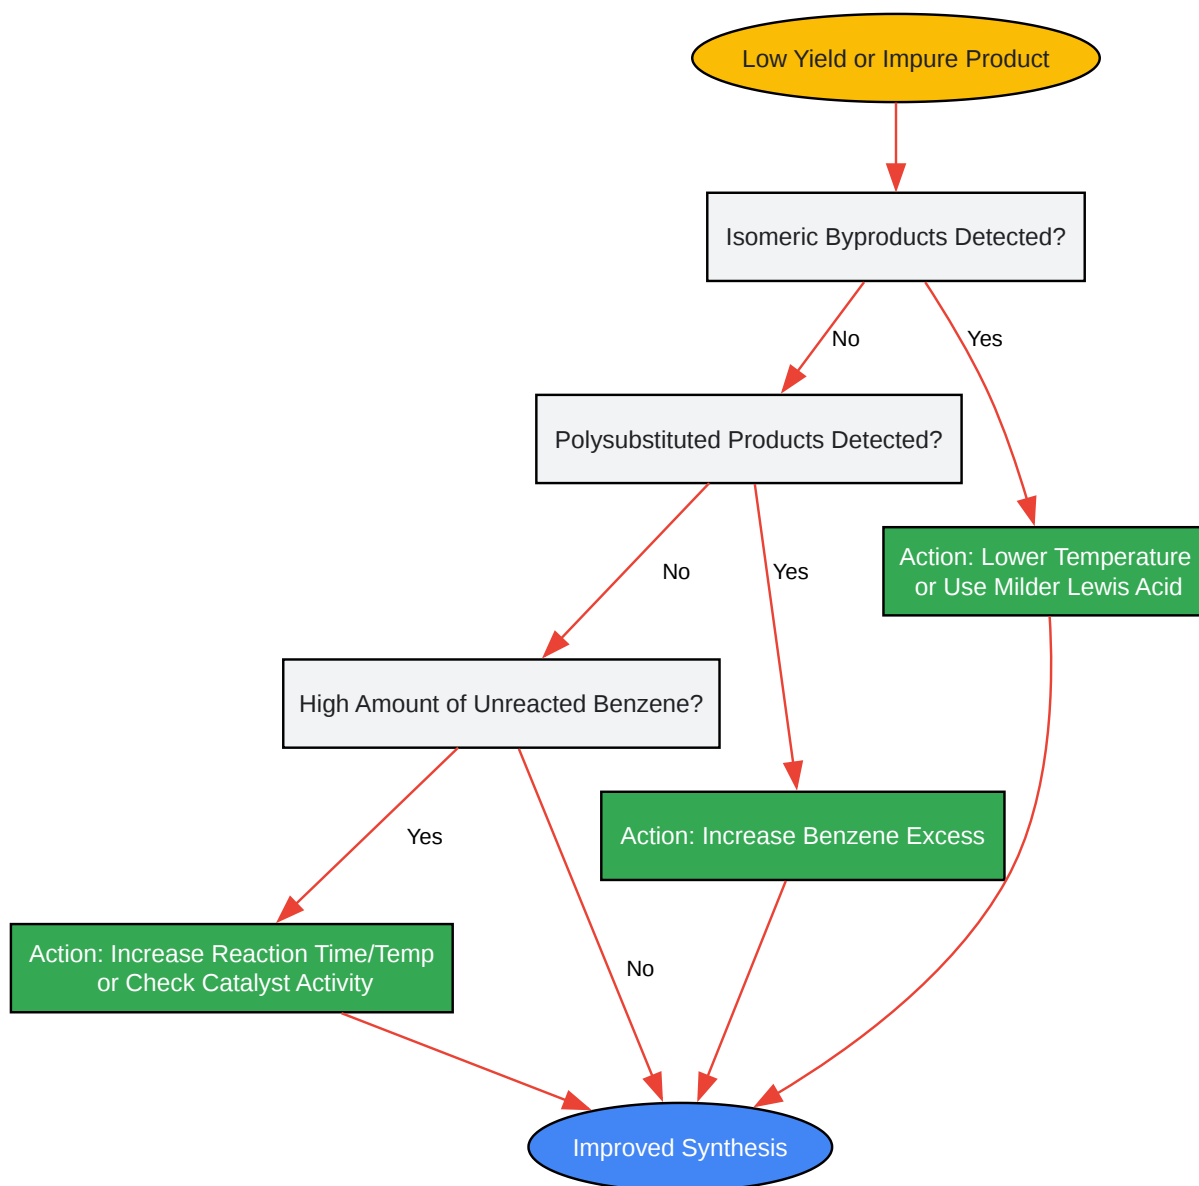 Low Yield or Impure Product
Isomeric Byproducts Detected?
No
Yes
Polysubstituted Products Detected?
No
Yes
Action: Lower Temperature
or Use Milder Lewis Acid
High Amount of Unreacted Benzene?
Yes
Action: Increase Benzene Excess
Action: Increase Reaction Time/Temp
or Check Catalyst Activity
No
Improved Synthesis